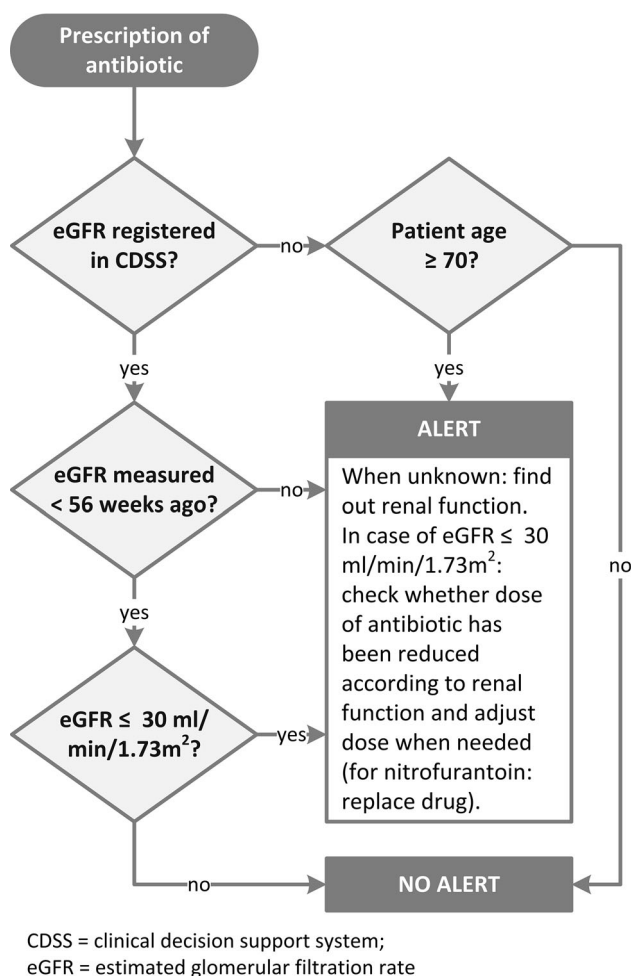 Prescription of
antibiotic
eGFR registered
in CDSS?
no
Patient age
≥ 70?
yes
yes
no
eGFR measured
< 56 weeks ago?
no
ALERT
When unknown: find
out renal function.
In case of eGFR ≤ 30
ml/min/1.73m²:
check whether dose
of antibiotic has
been reduced
according to renal
function and adjust
dose when needed
(for nitrofurantoin:
replace drug).
yes
eGFR ≤ 30 ml/
min/1.73m²?
yes
no
NO ALERT
CDSS = clinical decision support system;
eGFR = estimated glomerular filtration rate